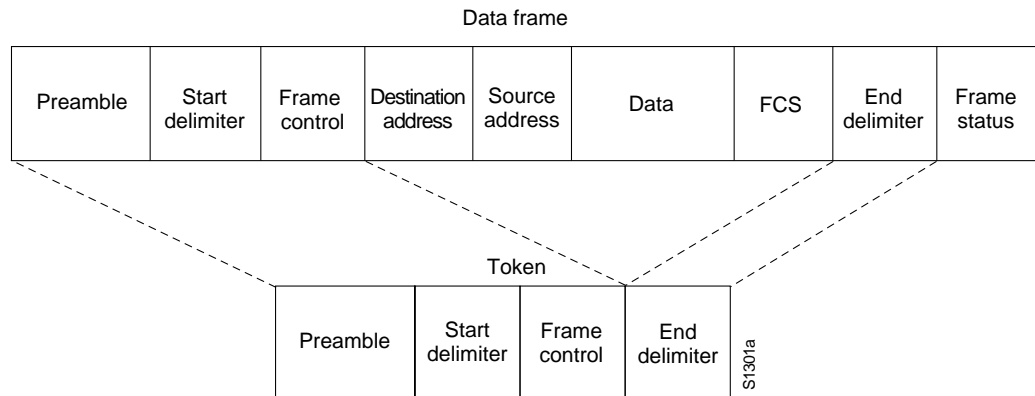 Data frame
Preamble
Start
delimiter
Frame
control
Destination
address
Source
address
Data
FCS
End
delimiter
Frame
status
Token
Preamble
Start
delimiter
Frame
control
End
delimiter
S1301a